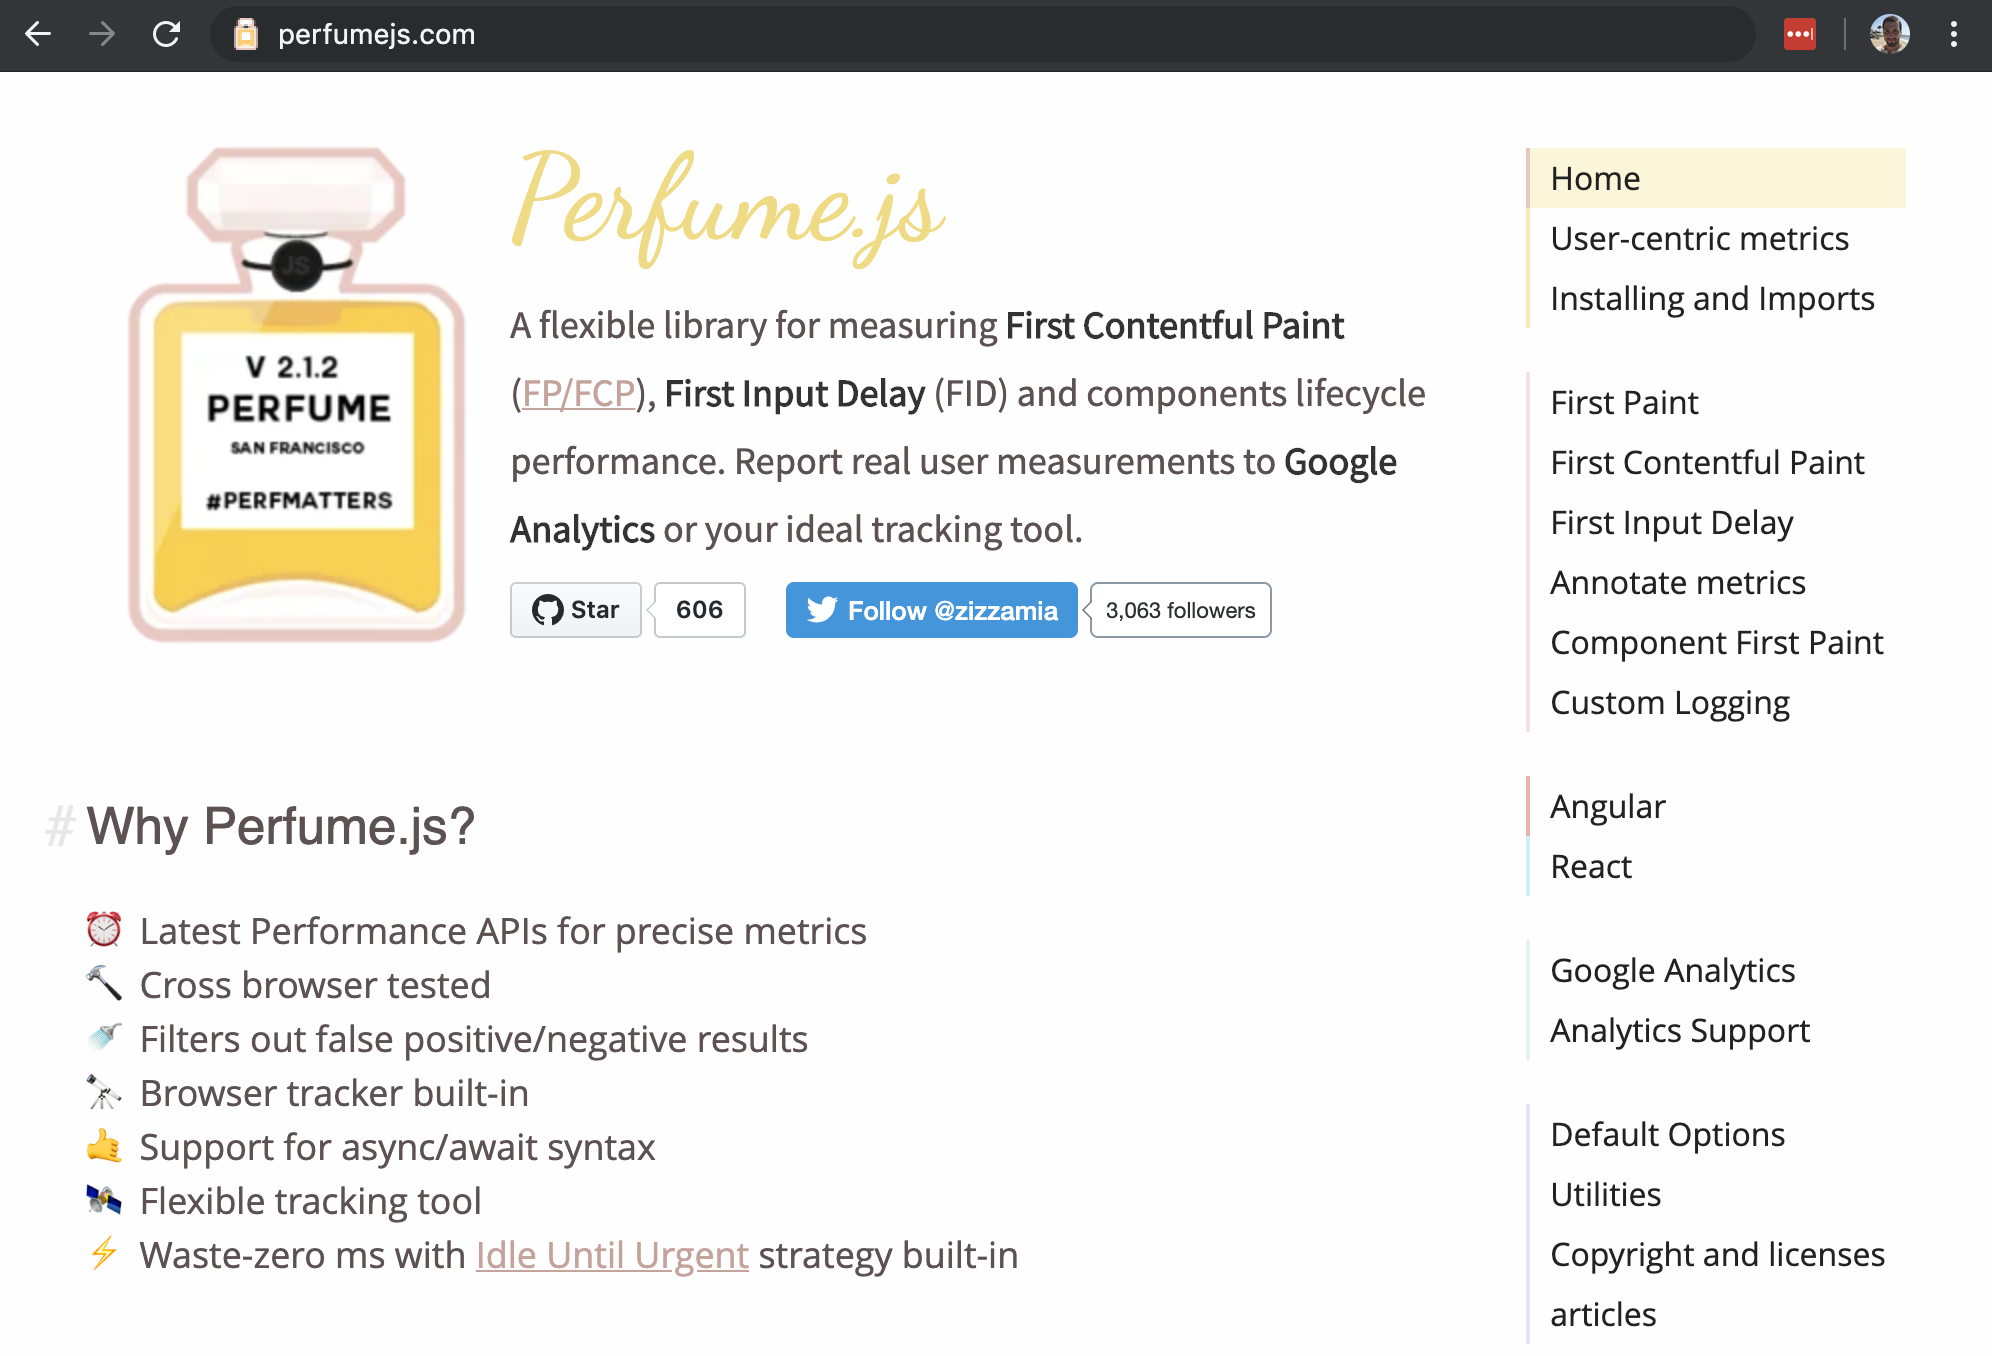 perfumejs.com
JS
V 2.1.2
PERFUME
SAN FRANCISCO
#PERFMATTERS
Perfume.js
A flexible library for measuring First Contentful Paint
(FP/FCP), First Input Delay (FID) and components lifecycle
performance. Report real user measurements to Google
Analytics or your ideal tracking tool.
Star 606 Follow @zizzamia 3,063 followers
# Why Perfume.js?
Latest Performance APIs for precise metrics
Cross browser tested
Filters out false positive/negative results
Browser tracker built-in
Support for async/await syntax
Flexible tracking tool
Waste-zero ms with Idle Until Urgent strategy built-in
Home
User-centric metrics
Installing and Imports
First Paint
First Contentful Paint
First Input Delay
Annotate metrics
Component First Paint
Custom Logging
Angular
React
Google Analytics
Analytics Support
Default Options
Utilities
Copyright and licenses
articles